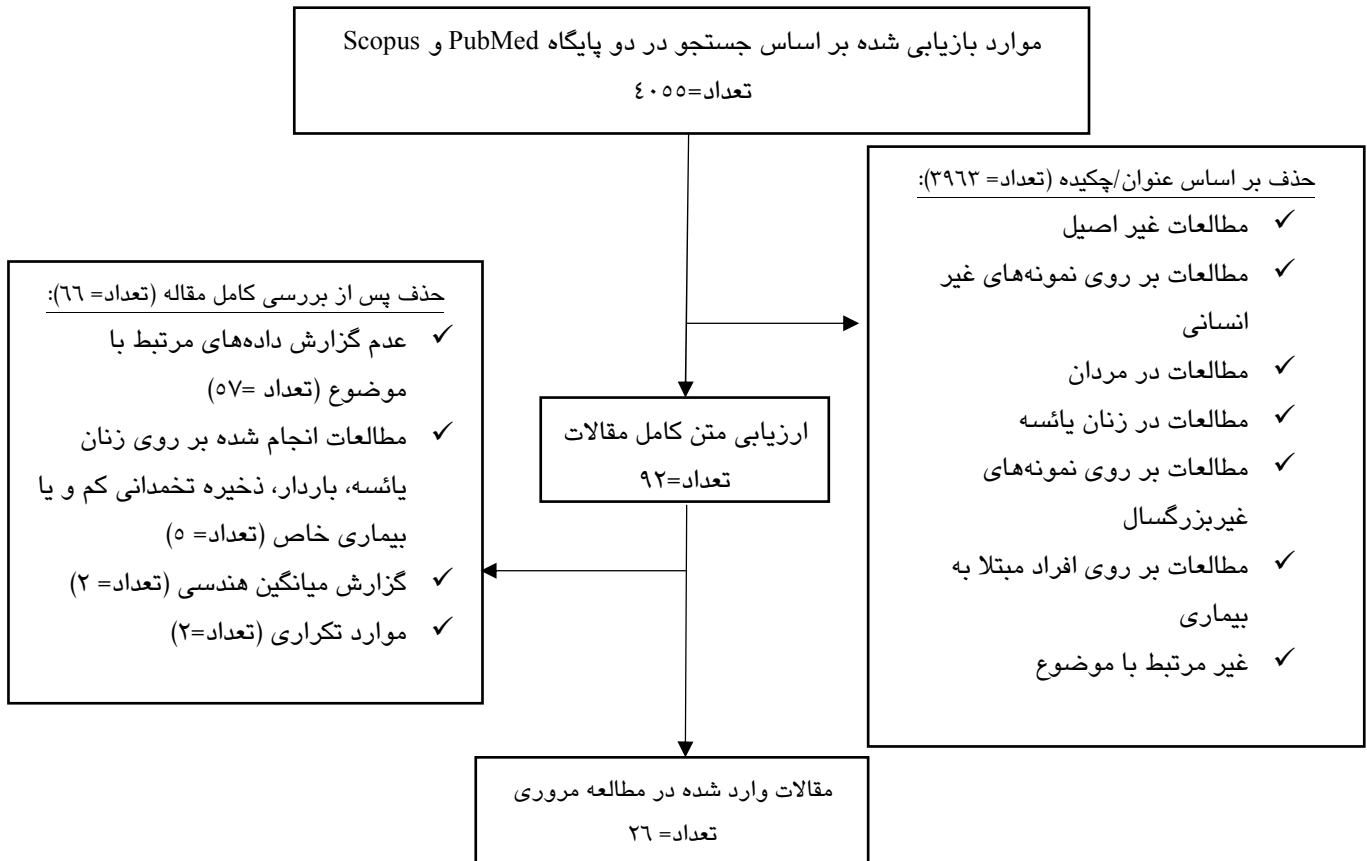 موارد بازیابی شده بر اساس جستجو در دو پایگاه PubMed و Scopus
تعداد=٤٠٥٥
حذف بر اساس عنوان/چکیده (تعداد= ٣٩٦٣):
✓ مطالعات غیر اصیل
✓ مطالعات بر روی نمونه‌های غیر
انسانی
✓ مطالعات در مردان
✓ مطالعات در زنان یائسه
✓ مطالعات بر روی نمونه‌های
غیربزرگسال
✓ مطالعات بر روی افراد مبتلا به
بیماری
✓ غیر مرتبط با موضوع
ارزیابی متن کامل مقالات
تعداد=٩٢
حذف پس از بررسی کامل مقاله (تعداد= ٦٦):
✓ عدم گزارش داده‌های مرتبط با
موضوع (تعداد =٥٧)
✓ مطالعات انجام شده بر روی زنان
یائسه، باردار، ذخیره تخمدانی کم و یا
بیماری خاص (تعداد= ٥)
✓ گزارش میانگین هندسی (تعداد= ٢)
✓ موارد تکراری (تعداد=٢)
مقالات وارد شده در مطالعه مروری
تعداد= ٢٦